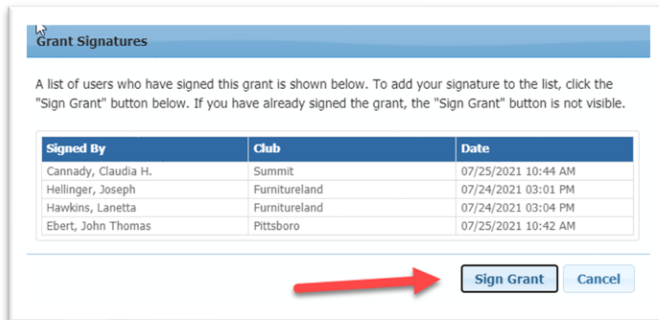 Grant Signatures
A list of users who have signed this grant is shown below. To add your signature to the list, click the
"Sign Grant" button below. If you have already signed the grant, the "Sign Grant" button is not visible.
Signed By Club Date
Cannady, Claudia H. Summit 07/25/2021 10:44 AM
Hellinger, Joseph Furnitureland 07/24/2021 03:01 PM
Hawkins, Lanetta Furnitureland 07/24/2021 03:04 PM
Ebert, John Thomas Pittsboro 07/25/2021 10:42 AM
Sign Grant Cancel